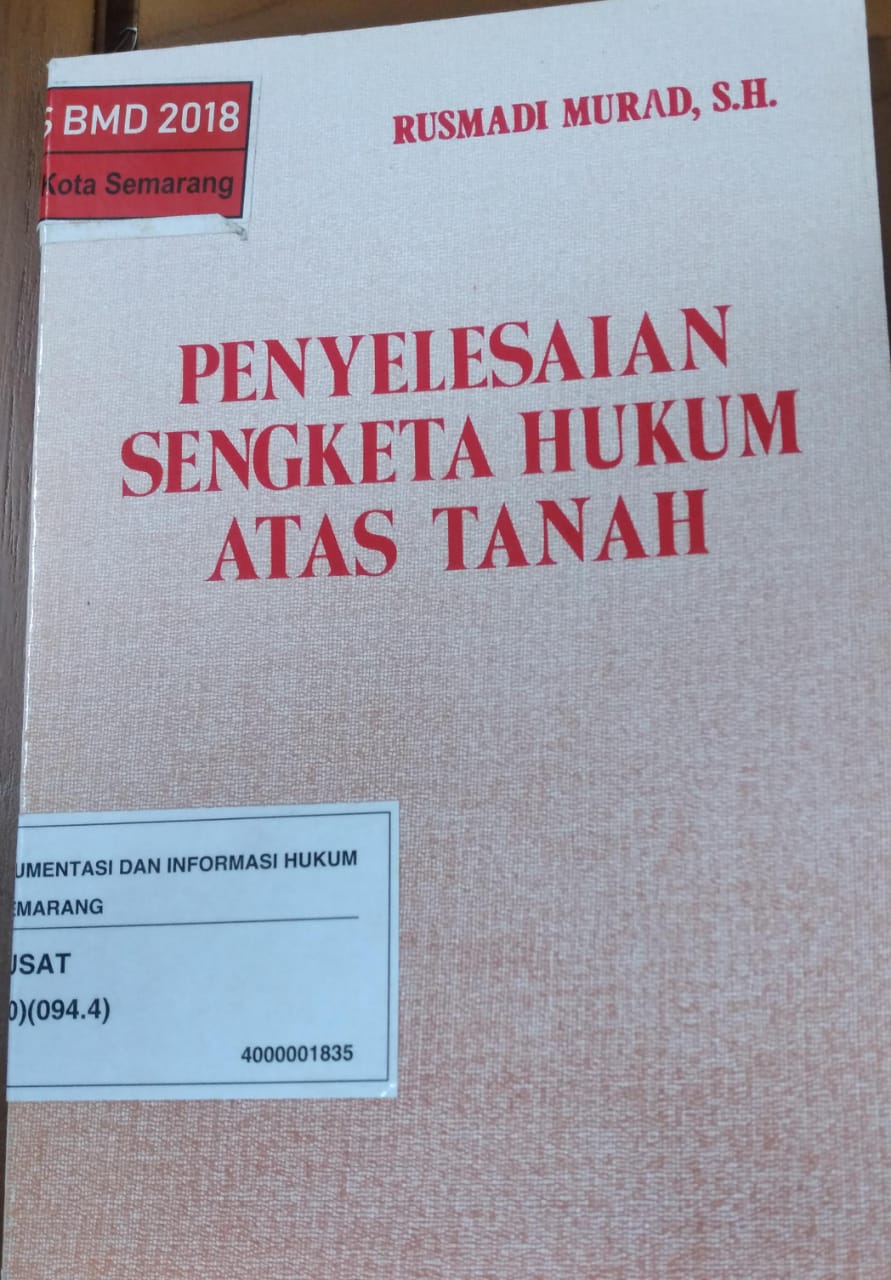 BMD 2018
Kota Semarang
RUSMADI MURAD, S.H.
PENYELESAIAN
SENGKETA HUKUM
ATAS TANAH
UMENTASI DAN INFORMASI HUKUM
EMARANG
USAT
0)(094.4)
4000001835